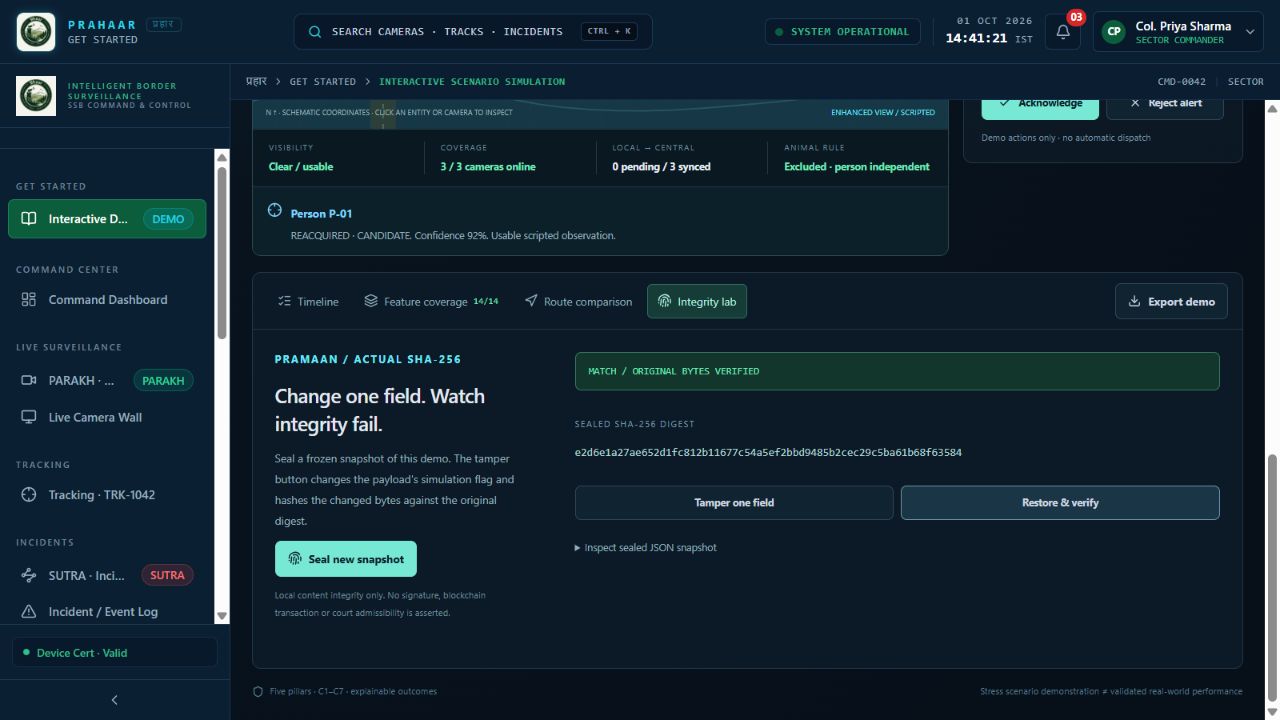 PRAHAAR प्रहार
GET STARTED
SEARCH CAMERAS · TRACKS · INCIDENTS CTRL + K
SYSTEM OPERATIONAL
01 OCT 2026
14:41:21 IST
03
CP
Col. Priya Sharma
SECTOR COMMANDER
INTELLIGENT BORDER
SURVEILLANCE
SSB COMMAND & CONTROL
प्रहार > GET STARTED > INTERACTIVE SCENARIO SIMULATION
CMD-0042 | SECTOR
GET STARTED
Interactive D... DEMO
COMMAND CENTER
Command Dashboard
LIVE SURVEILLANCE
PARAKH · ... PARAKH
Live Camera Wall
TRACKING
Tracking · TRK-1042
INCIDENTS
SUTRA · Inci... SUTRA
Incident / Event Log
Device Cert · Valid
N ↑ · SCHEMATIC COORDINATES · CLICK AN ENTITY OR CAMERA TO INSPECT
ENHANCED VIEW / SCRIPTED
VISIBILITY
Clear / usable
COVERAGE
3 / 3 cameras online
LOCAL → CENTRAL
0 pending / 3 synced
ANIMAL RULE
Excluded · person independent
Person P-01
REACQUIRED · CANDIDATE. Confidence 92%. Usable scripted observation.
Acknowledge
Reject alert
Demo actions only · no automatic dispatch
Timeline
Feature coverage 14/14
Route comparison
Integrity lab
Export demo
PRAMAAN / ACTUAL SHA-256
Change one field. Watch
integrity fail.
Seal a frozen snapshot of this demo. The tamper
button changes the payload's simulation flag and
hashes the changed bytes against the original
digest.
Seal new snapshot
Local content integrity only. No signature, blockchain
transaction or court admissibility is asserted.
MATCH / ORIGINAL BYTES VERIFIED
SEALED SHA-256 DIGEST
e2d6e1a27ae652d1fc812b11677c54a5ef2bbd9485b2cec29c5ba61b68f63584
Tamper one field
Restore & verify
Inspect sealed JSON snapshot
Five pillars · C1–C7 · explainable outcomes
Stress scenario demonstration ≠ validated real-world performance